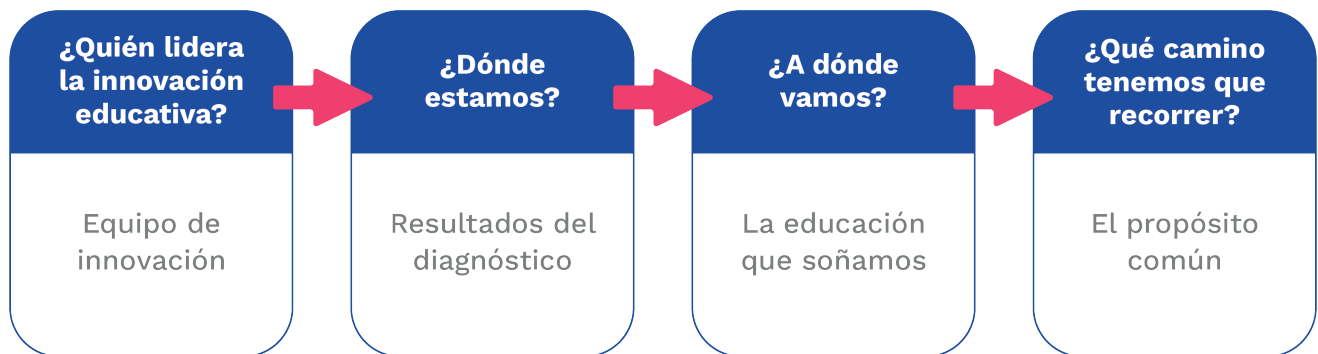 ¿Quién lidera
la innovación
educativa?
Equipo de
innovación
¿Dónde
estamos?
Resultados del
diagnóstico
¿A dónde
vamos?
La educación
que soñamos
¿Qué camino
tenemos que
recorrer?
El propósito
común